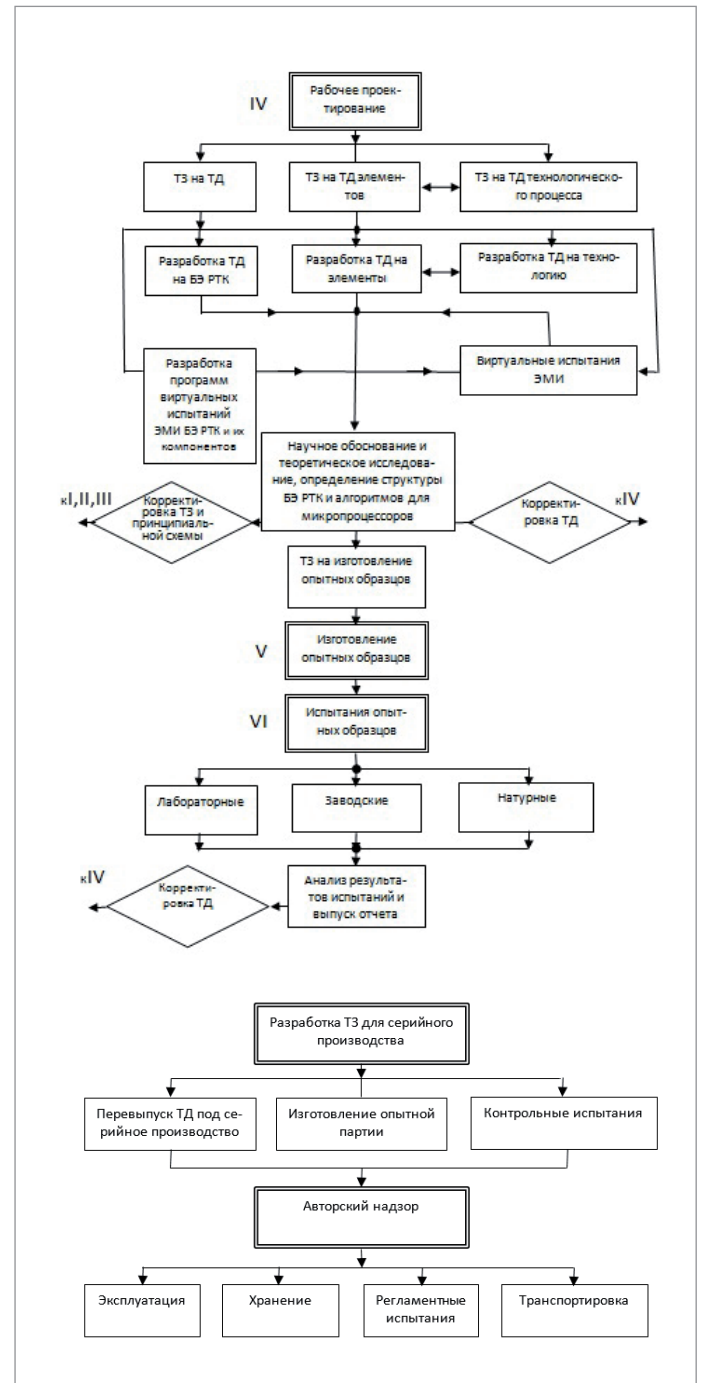 IV
Рабочее проек-
тирование
ТЗ на ТД
ТЗ на ТД элемен-
тов
ТЗ на ТД технологическо-
го процесса
Разработка ТД
на БЭ РТК
Разработка ТД на
элементы
Разработка ТД на техно-
логию
Разработка
программ
виртуальных
испытаний
ЭМИ БЭ РТК и их
компонентов
Виртуальные испытания
ЭМИ
Научное обоснование и
теоретическое исследова-
ние, определение структуры
БЭ РТК и алгоритмов для
микропроцессоров
кI,II,III
Корректи-
ровка ТЗ и
принципиаль-
ной схемы
Корректи-
ровка ТД
кIV
ТЗ на изготовление
опытных образцов
V
Изготовление
опытных образцов
VI
Испытания опыт-
ных образцов
Лабораторные
Заводские
Натурные
кIV
Корректи-
ровка ТД
Анализ результа-
тов испытаний и
выпуск отчета
Разработка ТЗ для серийного
производства
Перевыпуск ТД под се-
рийное производство
Изготовление опытной
партии
Контрольные испытания
Авторский надзор
Эксплуатация
Хранение
Регламентные
испытания
Транспортировка